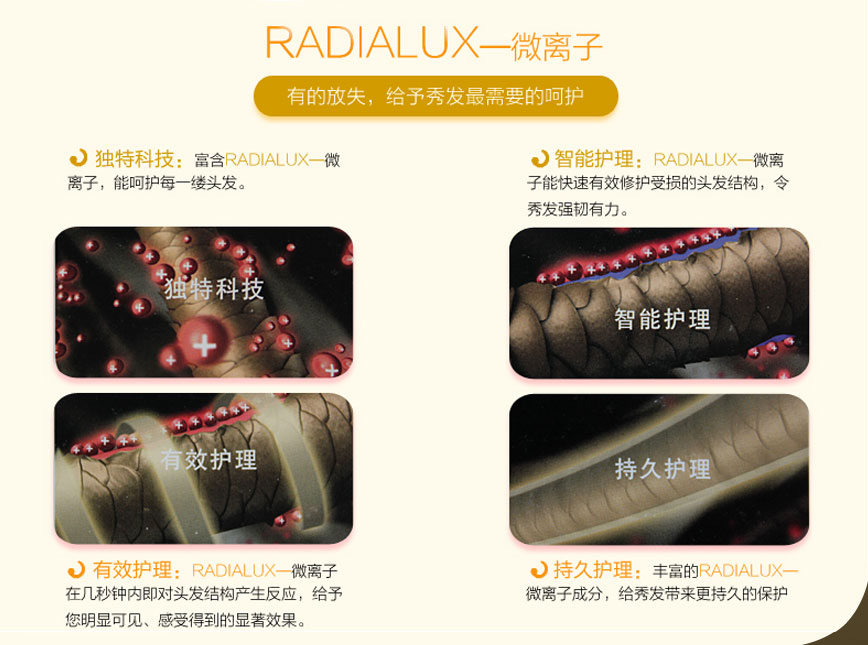 RADIALUX—微离子
有的放失，给予秀发最需要的呵护
独特科技：富含RADIALUX—微
离子，能呵护每一缕头发。
智能护理：RADIALUX—微离
子能快速有效修护受损的头发结构，令
秀发强韧有力。
独特科技
智能护理
有效护理
持久护理
有效护理：RADIALUX—微离子
在几秒钟内即对头发结构产生反应，给予
您明显可见、感受得到的显著效果。
持久护理：丰富的RADIALUX—
微离子成分，给秀发带来更持久的保护